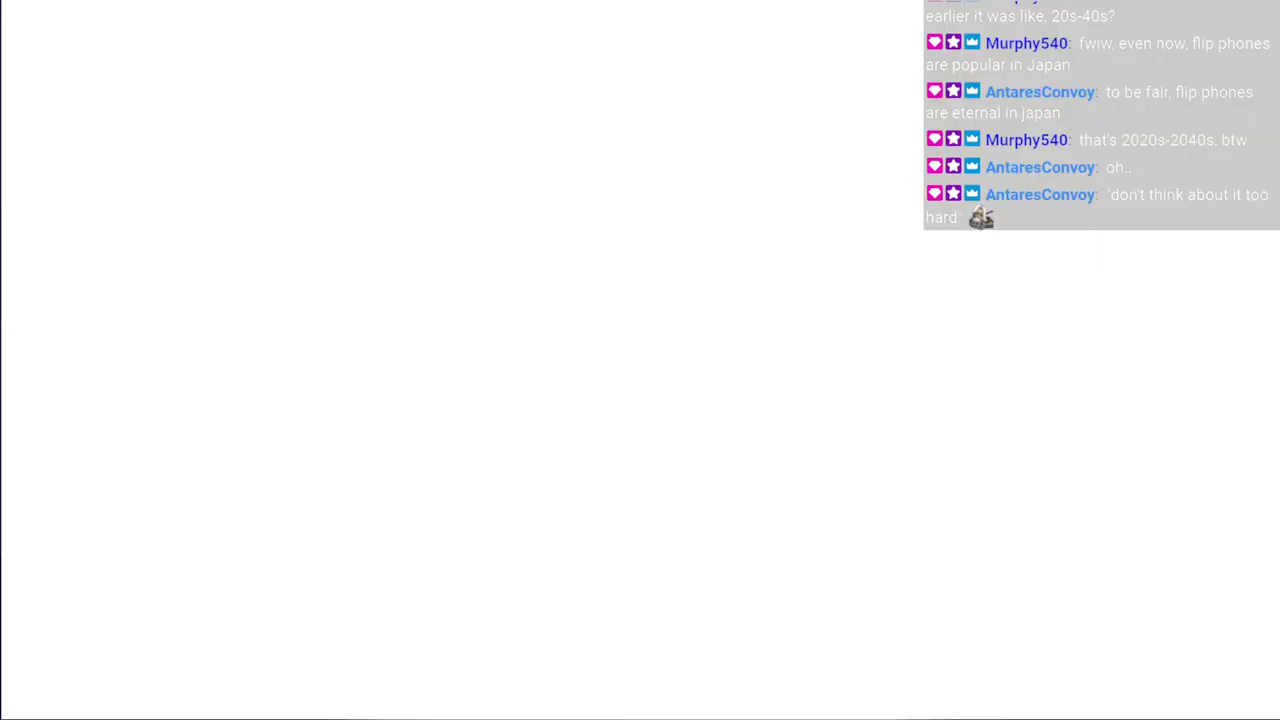 earlier it was like, 20s-40s?
Murphy540: fwiw, even now, flip phones
are popular in Japan
AntaresConvoy: to be fair, flip phones
are eternal in japan
Murphy540: that's 2020s-2040s, btw
AntaresConvoy: oh..
AntaresConvoy: *don't think about it too
hard*